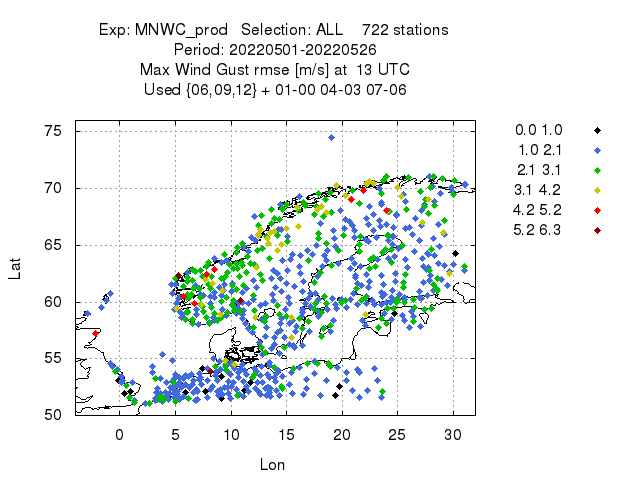 Exp: MNWC_prod   Selection: ALL    722 stations
Period: 20220501-20220526
Max Wind Gust rmse [m/s] at  13 UTC
Used {06,09,12} + 01-00 04-03 07-06
75
70
65
60
55
50
Lat
0 5 10 15 20 25 30
Lon
0.0 1.0
1.0 2.1
2.1 3.1
3.1 4.2
4.2 5.2
5.2 6.3